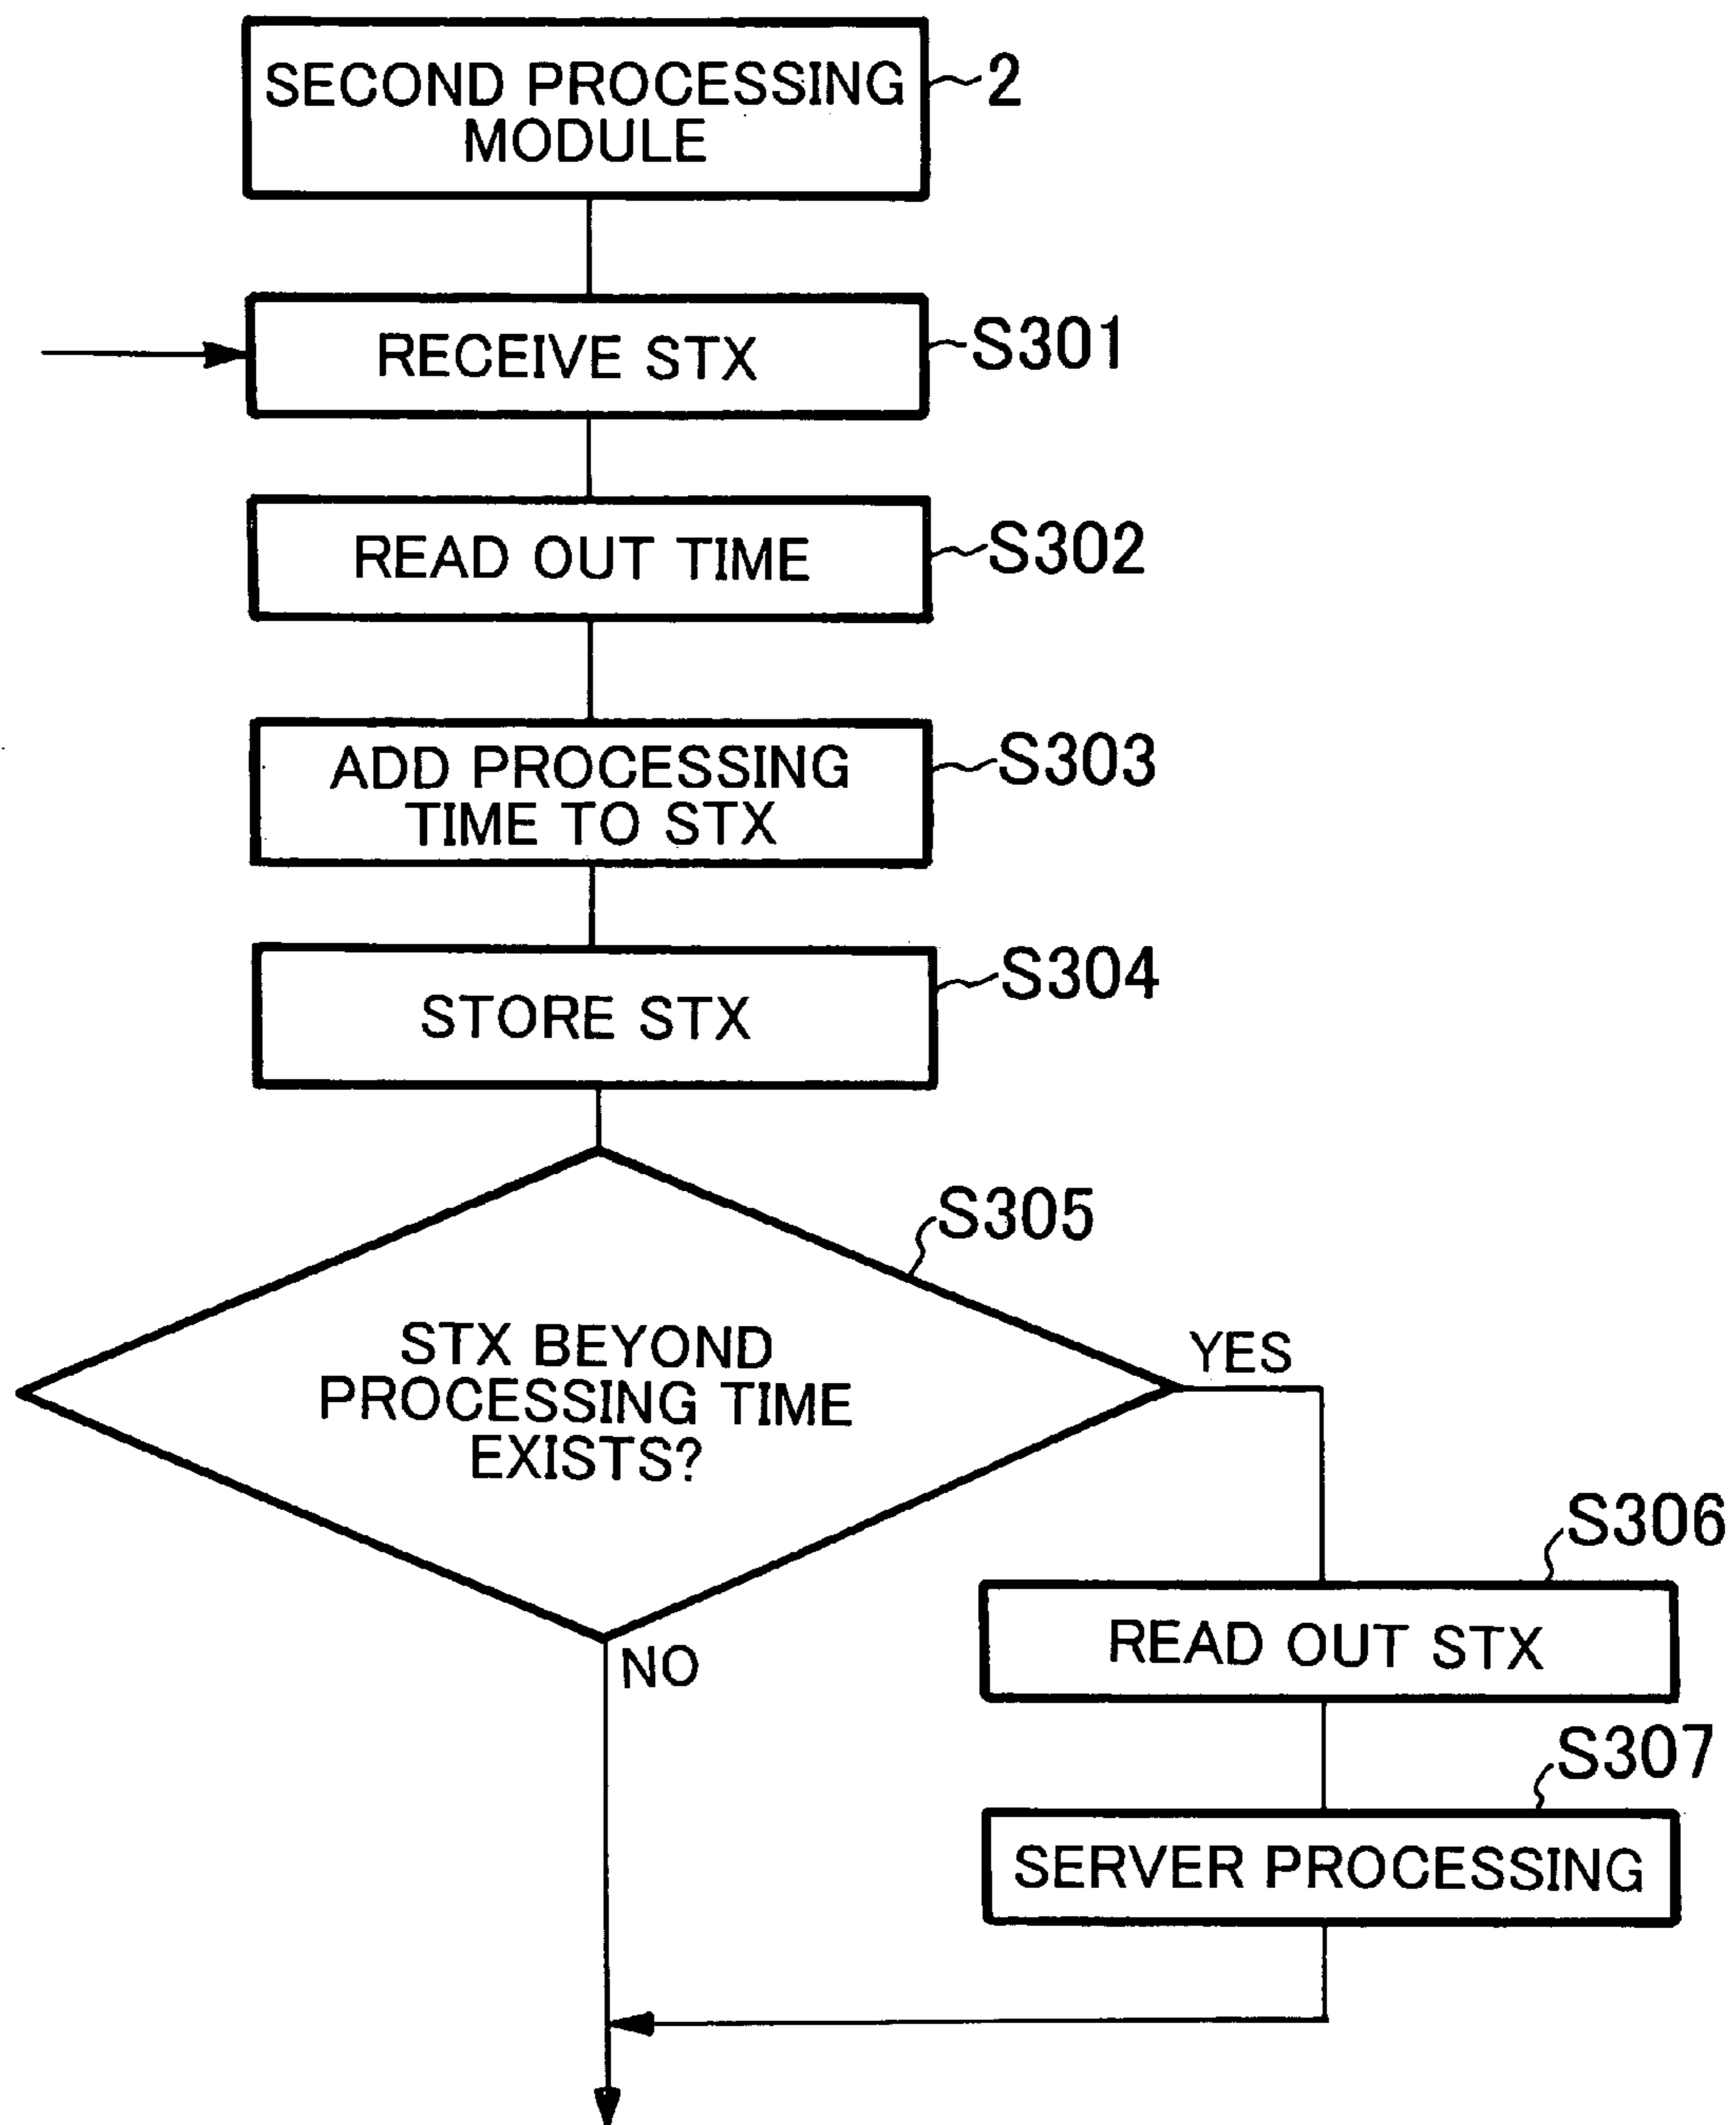 SECOND PROCESSING
MODULE
2
RECEIVE STX
S301
READ OUT TIME
S302
ADD PROCESSING
TIME TO STX
S303
STORE STX
S304
S305
STX BEYOND
PROCESSING TIME
EXISTS?
YES
NO
S306
READ OUT STX
S307
SERVER PROCESSING